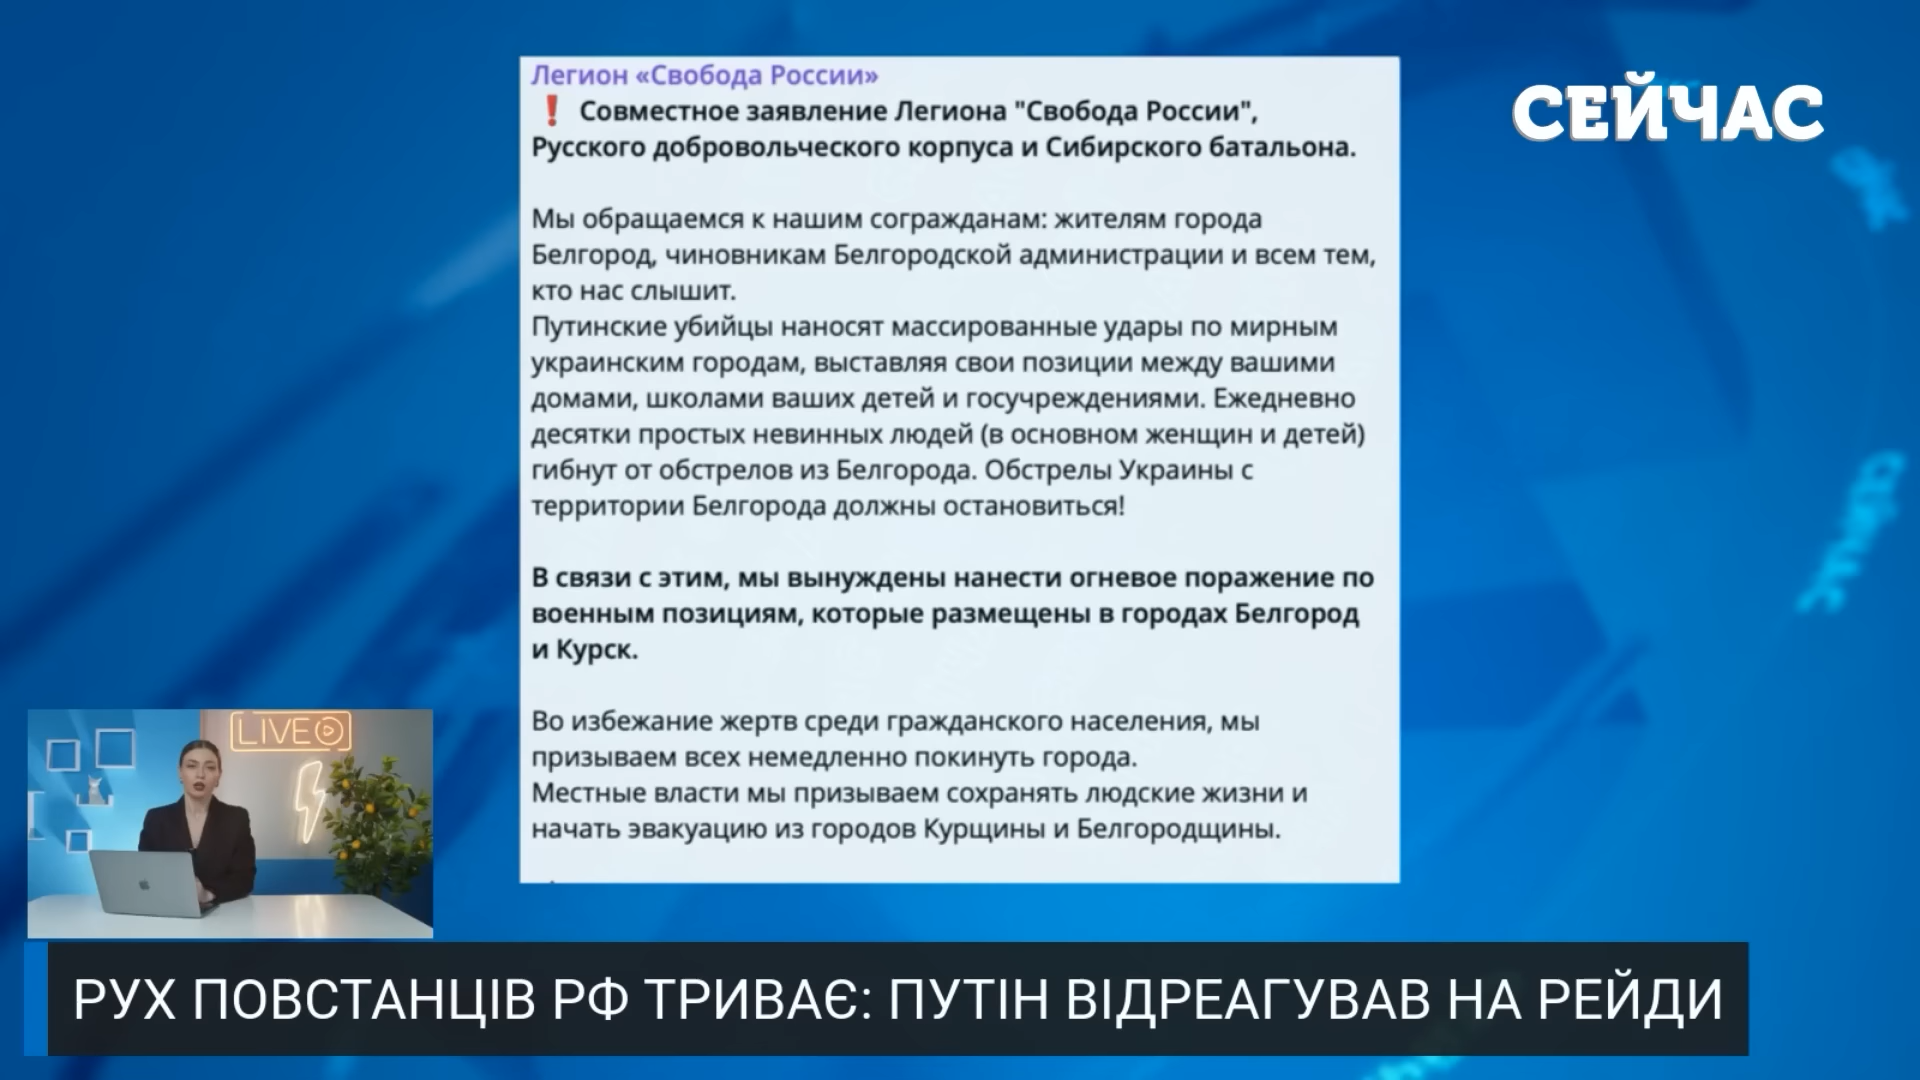 Легион «Свобода России»
❗ Совместное заявление Легиона "Свобода России",
Русского добровольческого корпуса и Сибирского батальона.
Мы обращаемся к нашим согражданам: жителям города
Белгород, чиновникам Белгородской администрации и всем тем,
кто нас слышит.
Путинские убийцы наносят массированные удары по мирным
украинским городам, выставляя свои позиции между вашими
домами, школами ваших детей и госучреждениями. Ежедневно
десятки простых невинных людей (в основном женщин и детей)
гибнут от обстрелов из Белгорода. Обстрелы Украины с
территории Белгорода должны остановиться!
В связи с этим, мы вынуждены нанести огневое поражение по
военным позициям, которые размещены в городах Белгород
и Курск.
Во избежание жертв среди гражданского населения, мы
призываем всех немедленно покинуть города.
Местные власти мы призываем сохранять людские жизни и
начать эвакуацию из городов Курщины и Белгородщины.
СЕЙЧАС
LIVE
РУХ ПОВСТАНЦІВ РФ ТРИВАЄ: ПУТІН ВІДРЕАГУВАВ НА РЕЙДИ